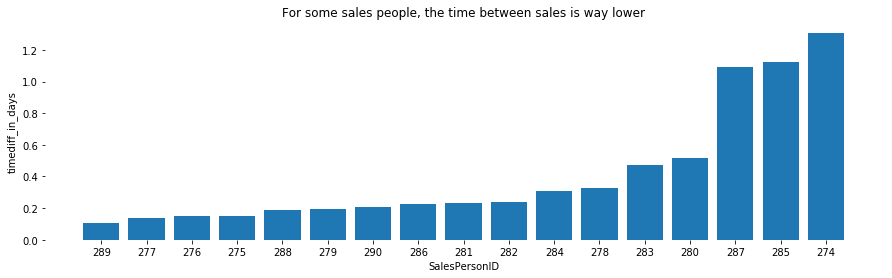 For some sales people, the time between sales is way lower
timediff_in_days
1.2
1.0
0.8
0.6
0.4
0.2
0.0
289 277 276 275 288 279 290 286 281 282 284 278 283 280 287 285 274
SalesPersonID